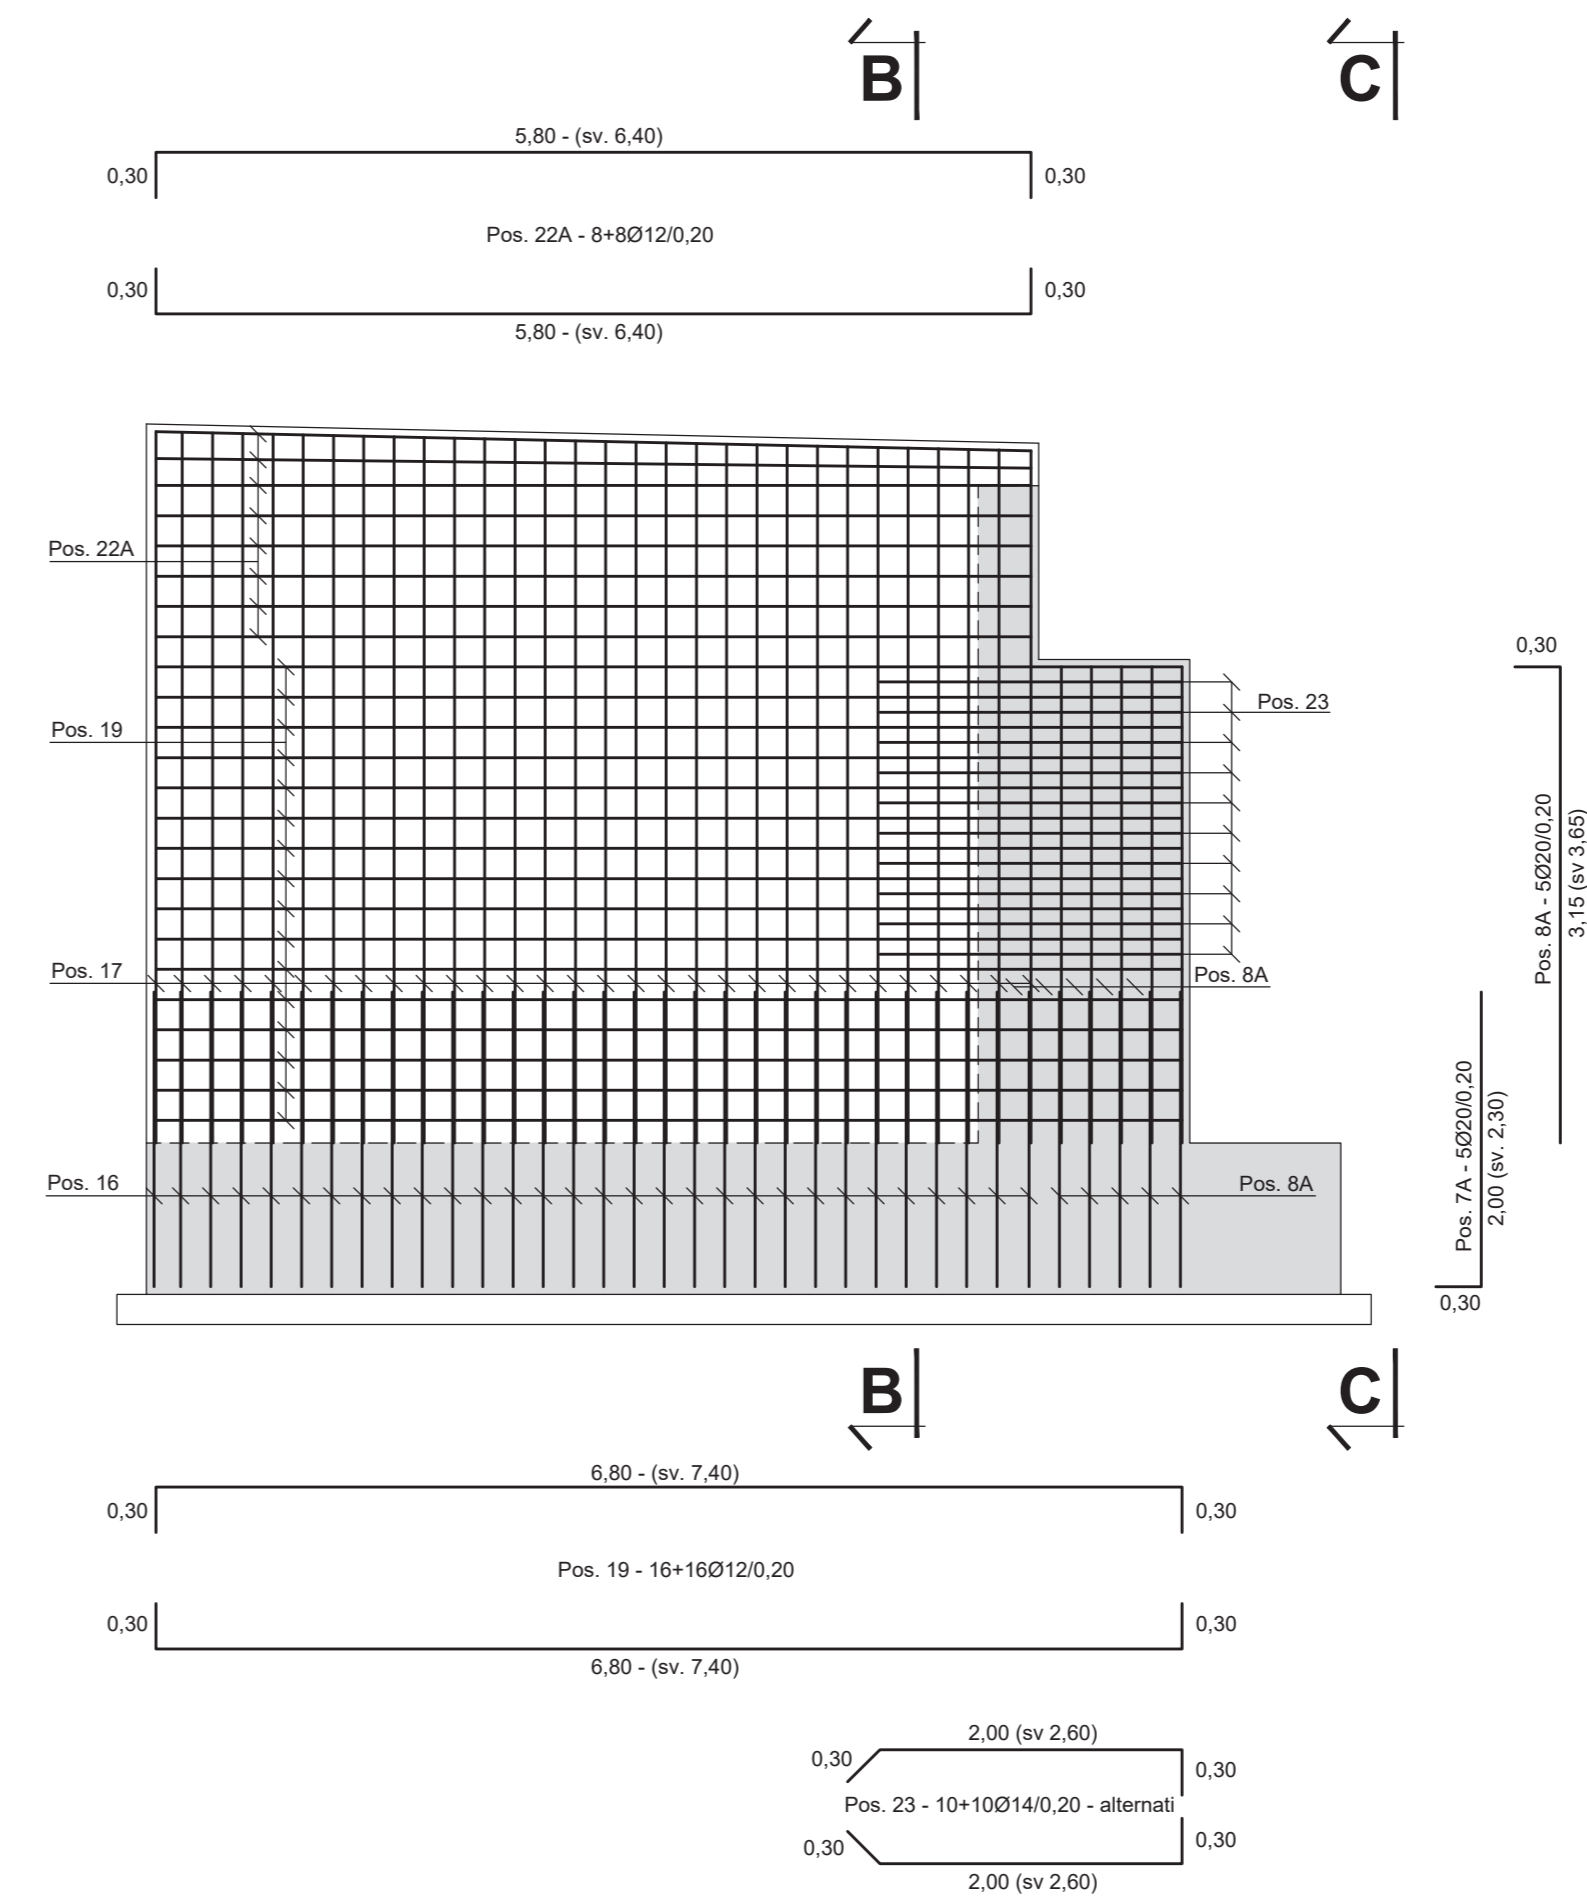 B
C
5,80 - (sv. 6,40)
0,30
0,30
Pos. 22A - 8+8Ø12/0,20
0,30
0,30
5,80 - (sv. 6,40)
Pos. 22A
0,30
Pos. 23
Pos. 19
Pos. 8A - 5Ø20/0,20
3,15 (sv 3,65)
Pos. 17
Pos. 8A
Pos. 7A - 5Ø20/0,20
2,00 (sv. 2,30)
Pos. 16
Pos. 8A
0,30
B
C
6,80 - (sv. 7,40)
0,30
0,30
Pos. 19 - 16+16Ø12/0,20
0,30
0,30
6,80 - (sv. 7,40)
2,00 (sv 2,60)
0,30
0,30
Pos. 23 - 10+10Ø14/0,20 - alternati
0,30
0,30
2,00 (sv 2,60)